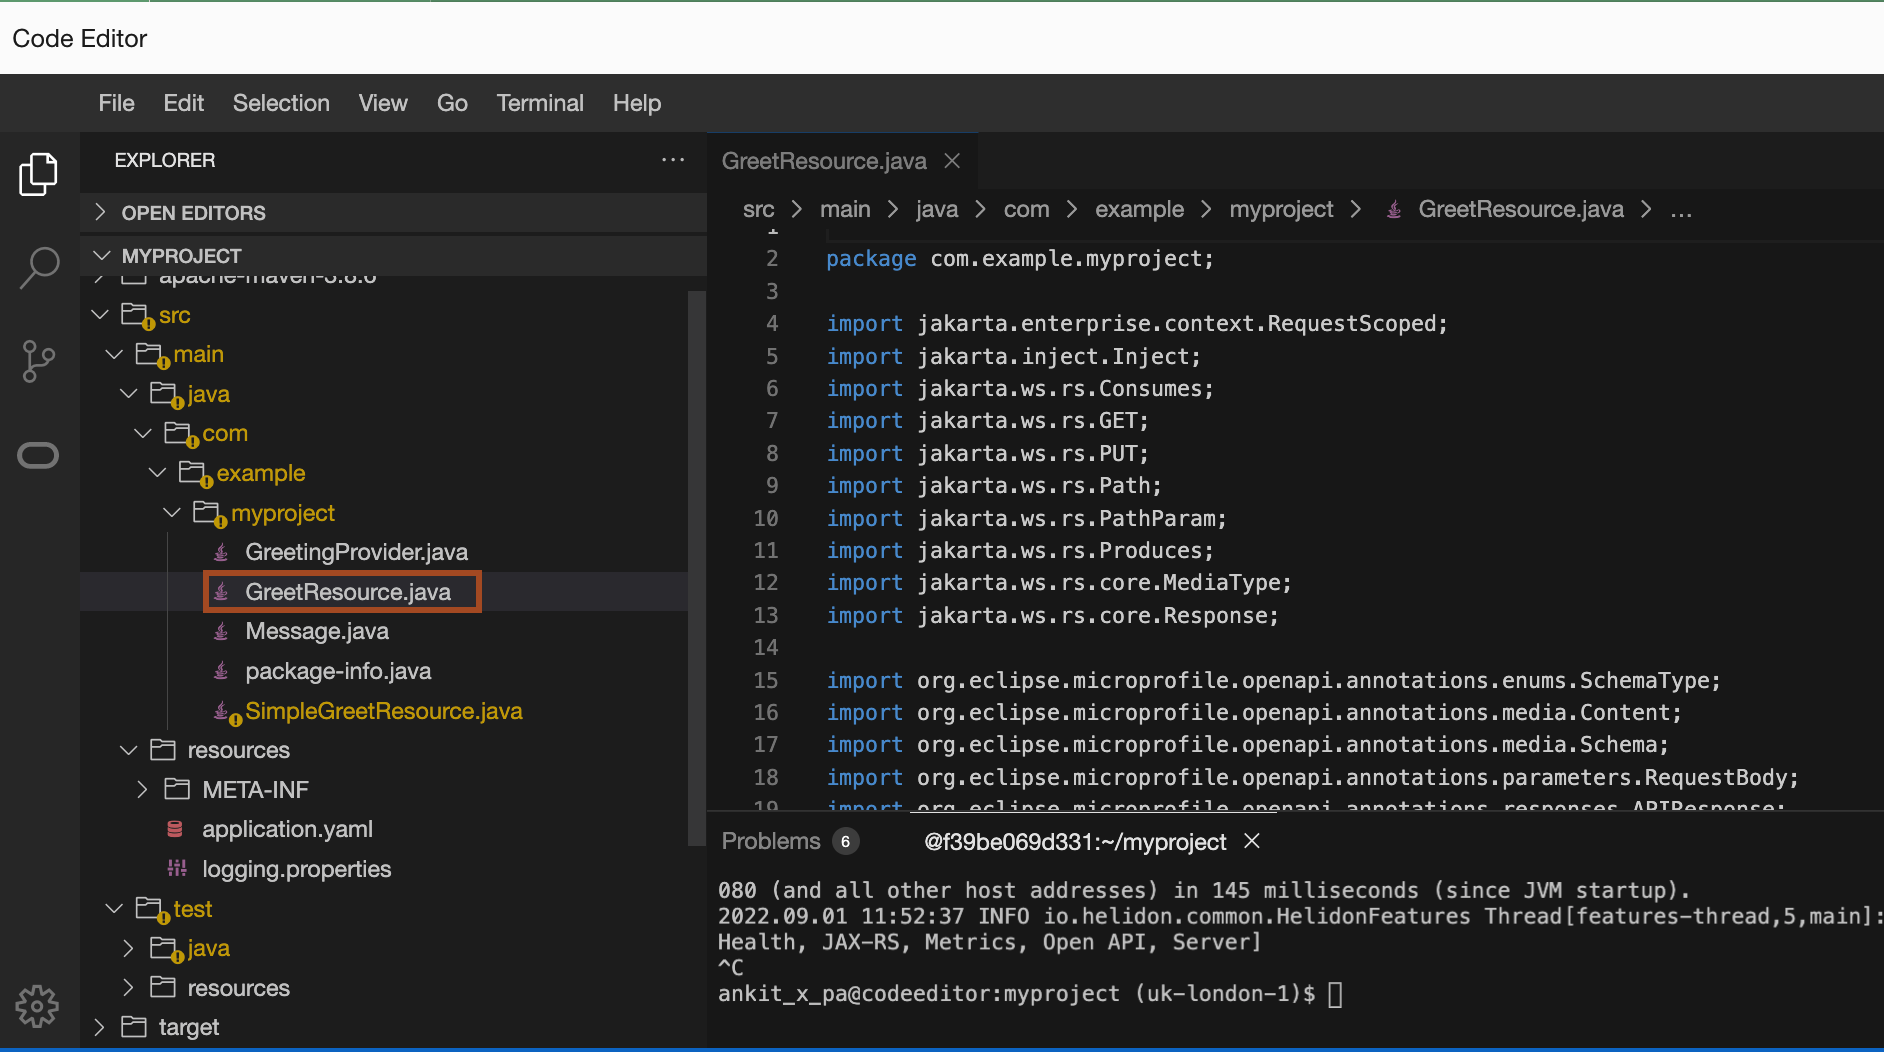 Code Editor
File Edit Selection View Go Terminal Help
EXPLORER
OPEN EDITORS
MYPROJECT
apache-maven-3.8.6
src
main
java
com
example
myproject
GreetingProvider.java
GreetResource.java
Message.java
package-info.java
SimpleGreetResource.java
resources
META-INF
application.yaml
logging.properties
test
java
resources
target
GreetResource.java
src > main > java > com > example > myproject > GreetResource.java > ...
1
2 package com.example.myproject;
3
4 import jakarta.enterprise.context.RequestScoped;
5 import jakarta.inject.Inject;
6 import jakarta.ws.rs.Consumes;
7 import jakarta.ws.rs.GET;
8 import jakarta.ws.rs.PUT;
9 import jakarta.ws.rs.Path;
10 import jakarta.ws.rs.PathParam;
11 import jakarta.ws.rs.Produces;
12 import jakarta.ws.rs.core.MediaType;
13 import jakarta.ws.rs.core.Response;
14
15 import org.eclipse.microprofile.openapi.annotations.enums.SchemaType;
16 import org.eclipse.microprofile.openapi.annotations.media.Content;
17 import org.eclipse.microprofile.openapi.annotations.media.Schema;
18 import org.eclipse.microprofile.openapi.annotations.parameters.RequestBody;
19 import org.eclipse.microprofile.openapi.annotations.responses.APIResponse;
Problems 6 @f39be069d331:~/myproject
080 (and all other host addresses) in 145 milliseconds (since JVM startup).
2022.09.01 11:52:37 INFO io.helidon.common.HelidonFeatures Thread[features-thread,5,main]:
Health, JAX-RS, Metrics, Open API, Server]
^C
ankit_x_pa@codeeditor:myproject (uk-london-1)$